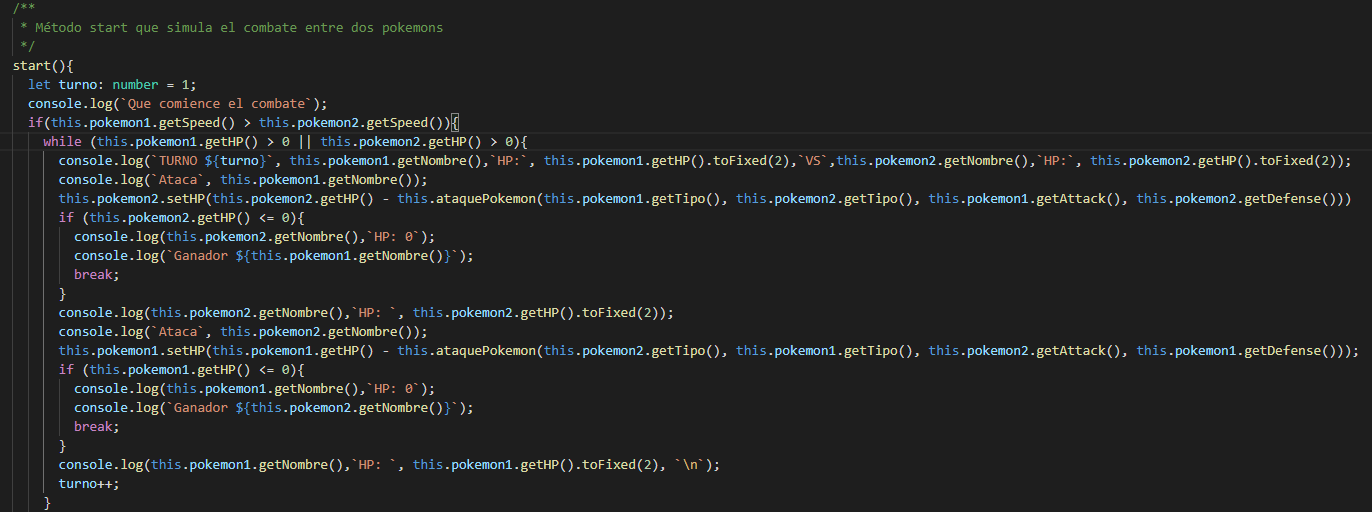 /**
 * Método start que simula el combate entre dos pokemons
 */
start(){
  let turno: number = 1;
  console.log(`Que comience el combate`);
  if(this.pokemon1.getSpeed() > this.pokemon2.getSpeed()){
    while (this.pokemon1.getHP() > 0 || this.pokemon2.getHP() > 0){
      console.log(`TURNO ${turno}`, this.pokemon1.getNombre(),`HP:`, this.pokemon1.getHP().toFixed(2),`VS`,this.pokemon2.getNombre(),`HP:`, this.pokemon2.getHP().toFixed(2));
      console.log(`Ataca`, this.pokemon1.getNombre());
      this.pokemon2.setHP(this.pokemon2.getHP() - this.ataquePokemon(this.pokemon1.getTipo(), this.pokemon2.getTipo(), this.pokemon1.getAttack(), this.pokemon2.getDefense()))
      if (this.pokemon2.getHP() <= 0){
        console.log(this.pokemon2.getNombre(),`HP: 0`);
        console.log(`Ganador ${this.pokemon1.getNombre()}`);
        break;
      }
      console.log(this.pokemon2.getNombre(),`HP: `, this.pokemon2.getHP().toFixed(2));
      console.log(`Ataca`, this.pokemon2.getNombre());
      this.pokemon1.setHP(this.pokemon1.getHP() - this.ataquePokemon(this.pokemon2.getTipo(), this.pokemon1.getTipo(), this.pokemon2.getAttack(), this.pokemon1.getDefense()));
      if (this.pokemon1.getHP() <= 0){
        console.log(this.pokemon1.getNombre(),`HP: 0`);
        console.log(`Ganador ${this.pokemon2.getNombre()}`);
        break;
      }
      console.log(this.pokemon1.getNombre(),`HP: `, this.pokemon1.getHP().toFixed(2), `\n`);
      turno++;
    }